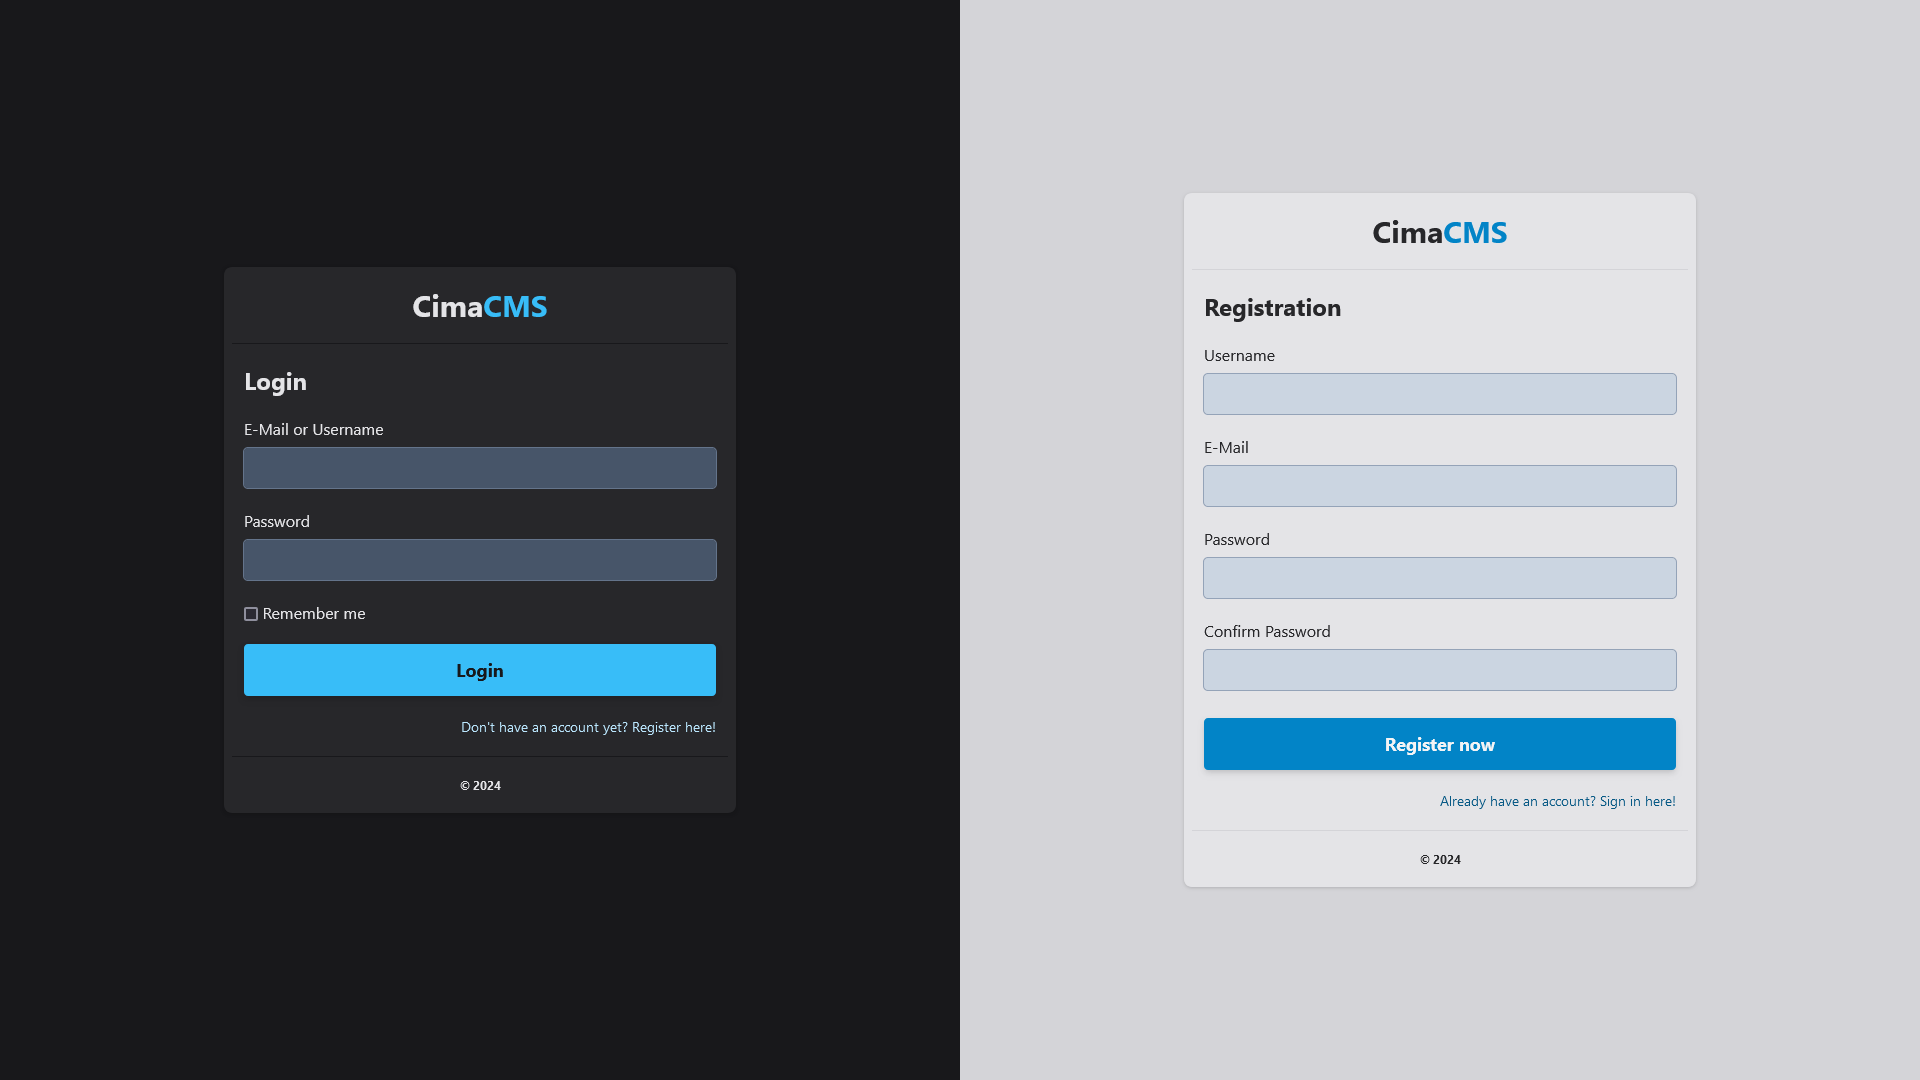 CimaCMS
Login
E-Mail or Username
Password
Remember me
Login
Don't have an account yet? Register here!
© 2024
CimaCMS
Registration
Username
E-Mail
Password
Confirm Password
Register now
Already have an account? Sign in here!
© 2024